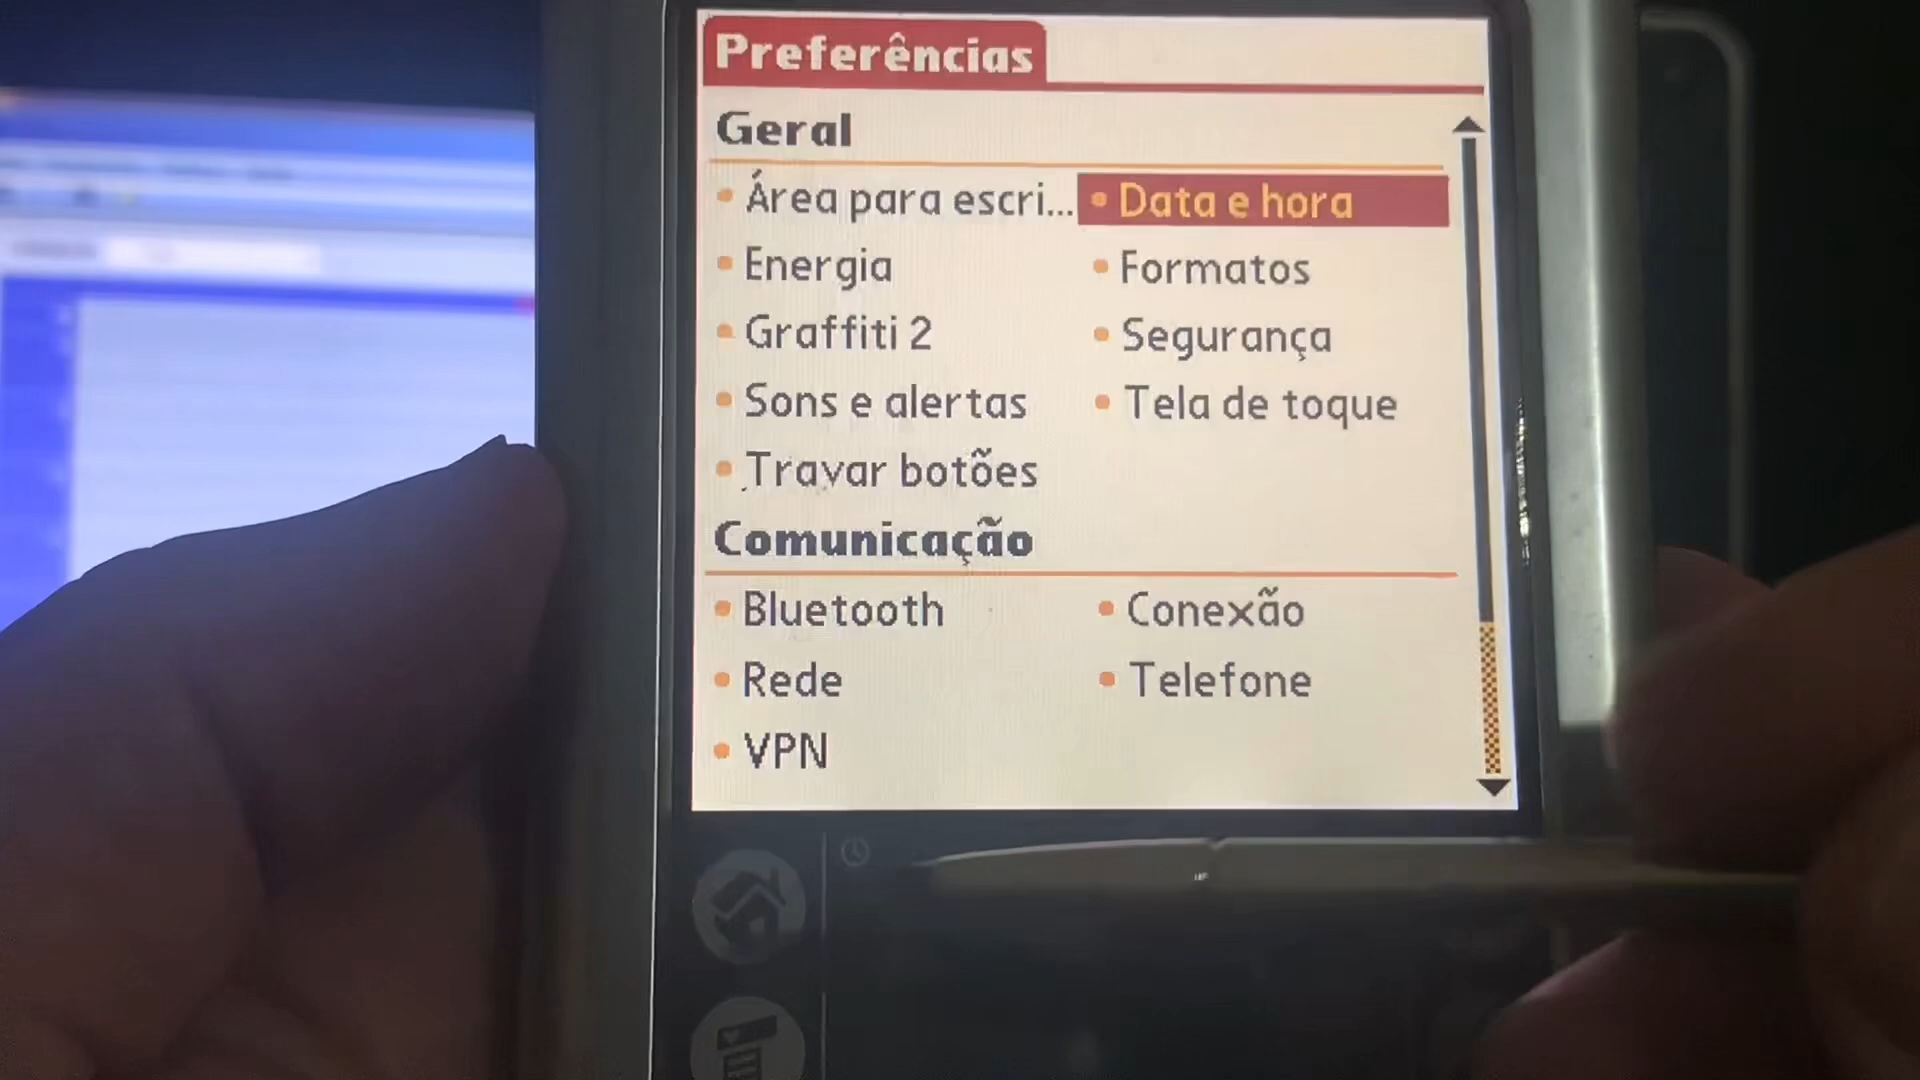 Preferências
Geral
Área para escri... Data e hora
Energia Formatos
Graffiti 2 Segurança
Sons e alertas Tela de toque
Travar botões
Comunicação
Bluetooth Conexão
Rede Telefone
VPN